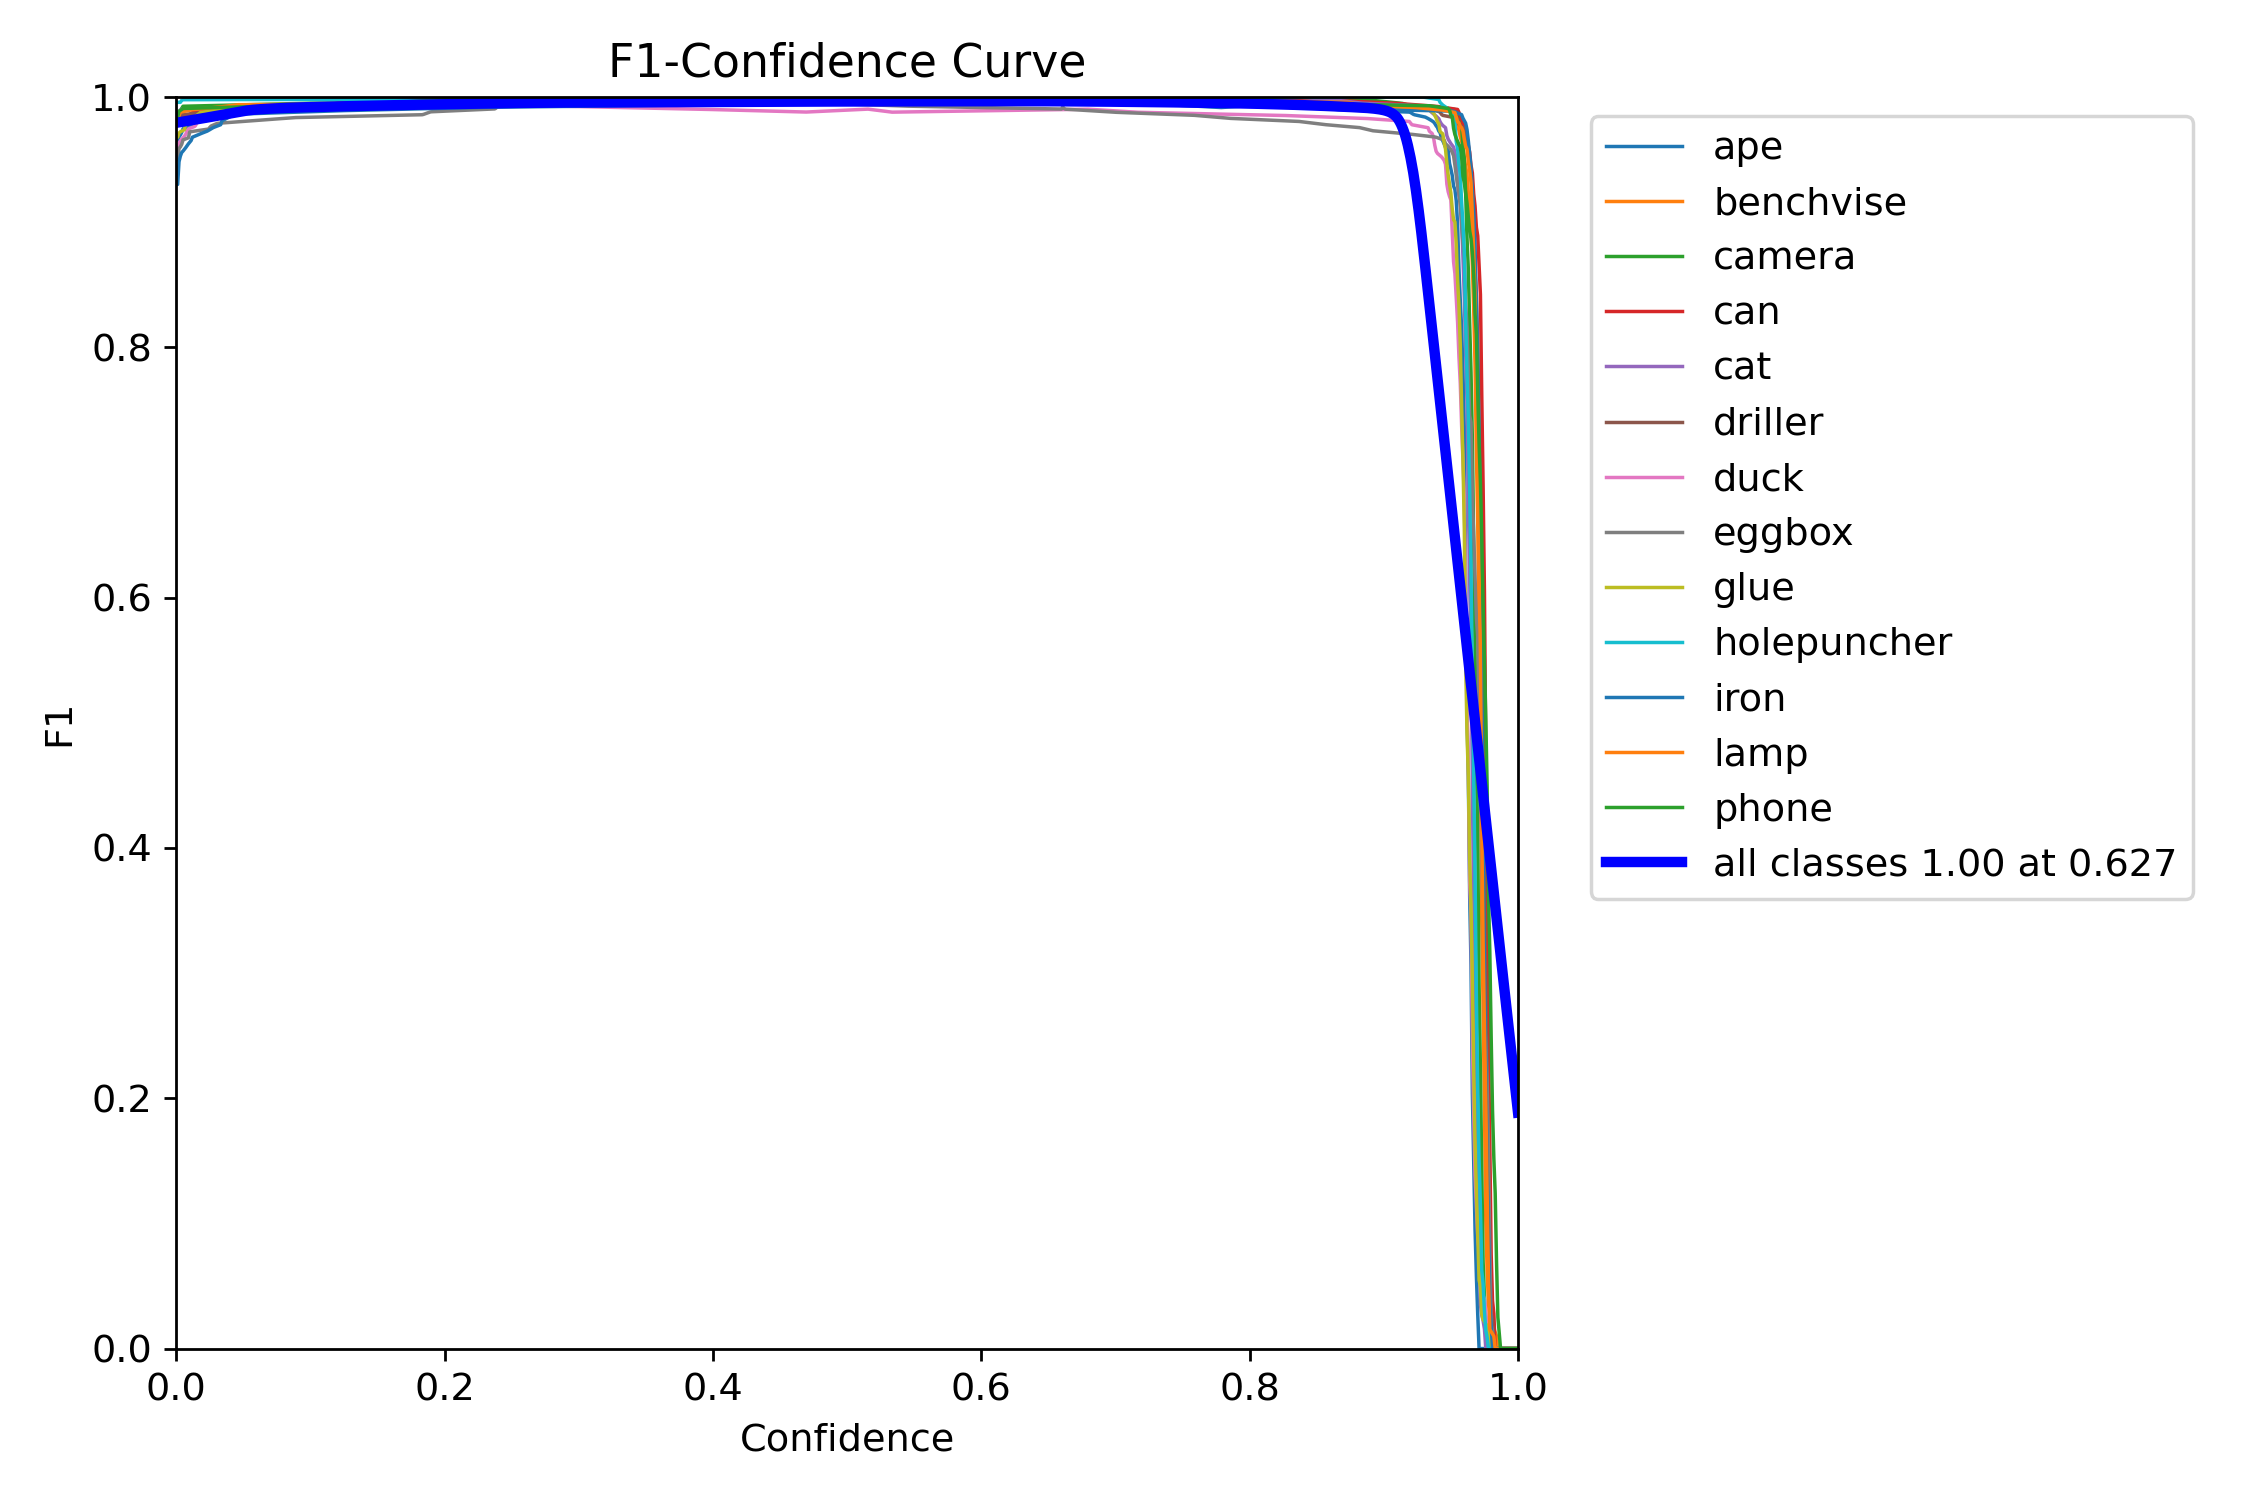 F1-Confidence Curve
1.0
0.8
0.6
0.4
0.2
0.0
F1
0.0 0.2 0.4 0.6 0.8 1.0
Confidence
ape
benchvise
camera
can
cat
driller
duck
eggbox
glue
holepuncher
iron
lamp
phone
all classes 1.00 at 0.627